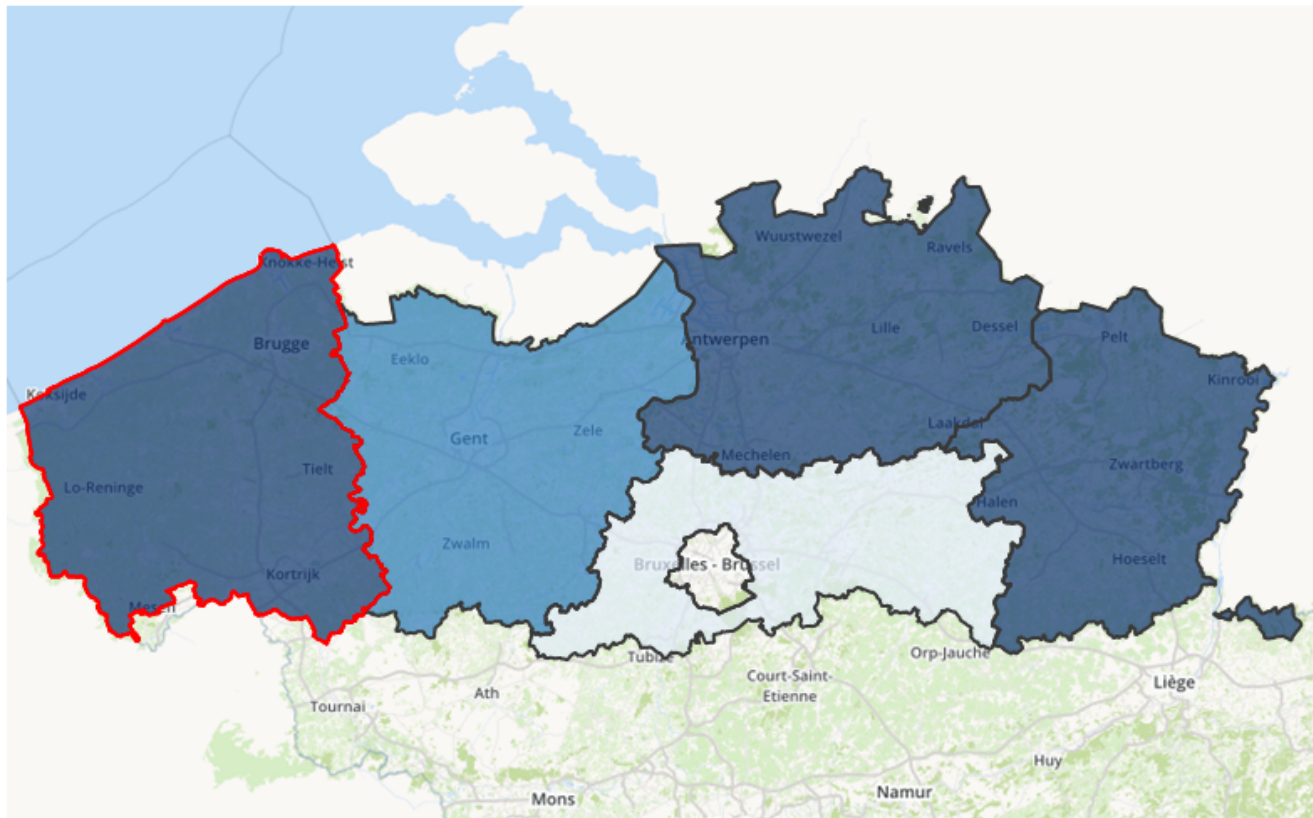 Wuustwezel
Ravels
Knokke-Heist
Lille
Dessel
Pelt
Antwerpen
Brugge
Eeklo
Kinrooi
Koksijde
Laakdal
Zele
Gent
Mechelen
Zwartberg
Tielt
Lo-Reninge
Halen
Zwalm
Bruxelles - Brussel
Hoeselt
Kortrijk
Mesen
Tubize
Orp-Jauche
Court-Saint-
Etienne
Liège
Ath
Tournai
Huy
Namur
Mons